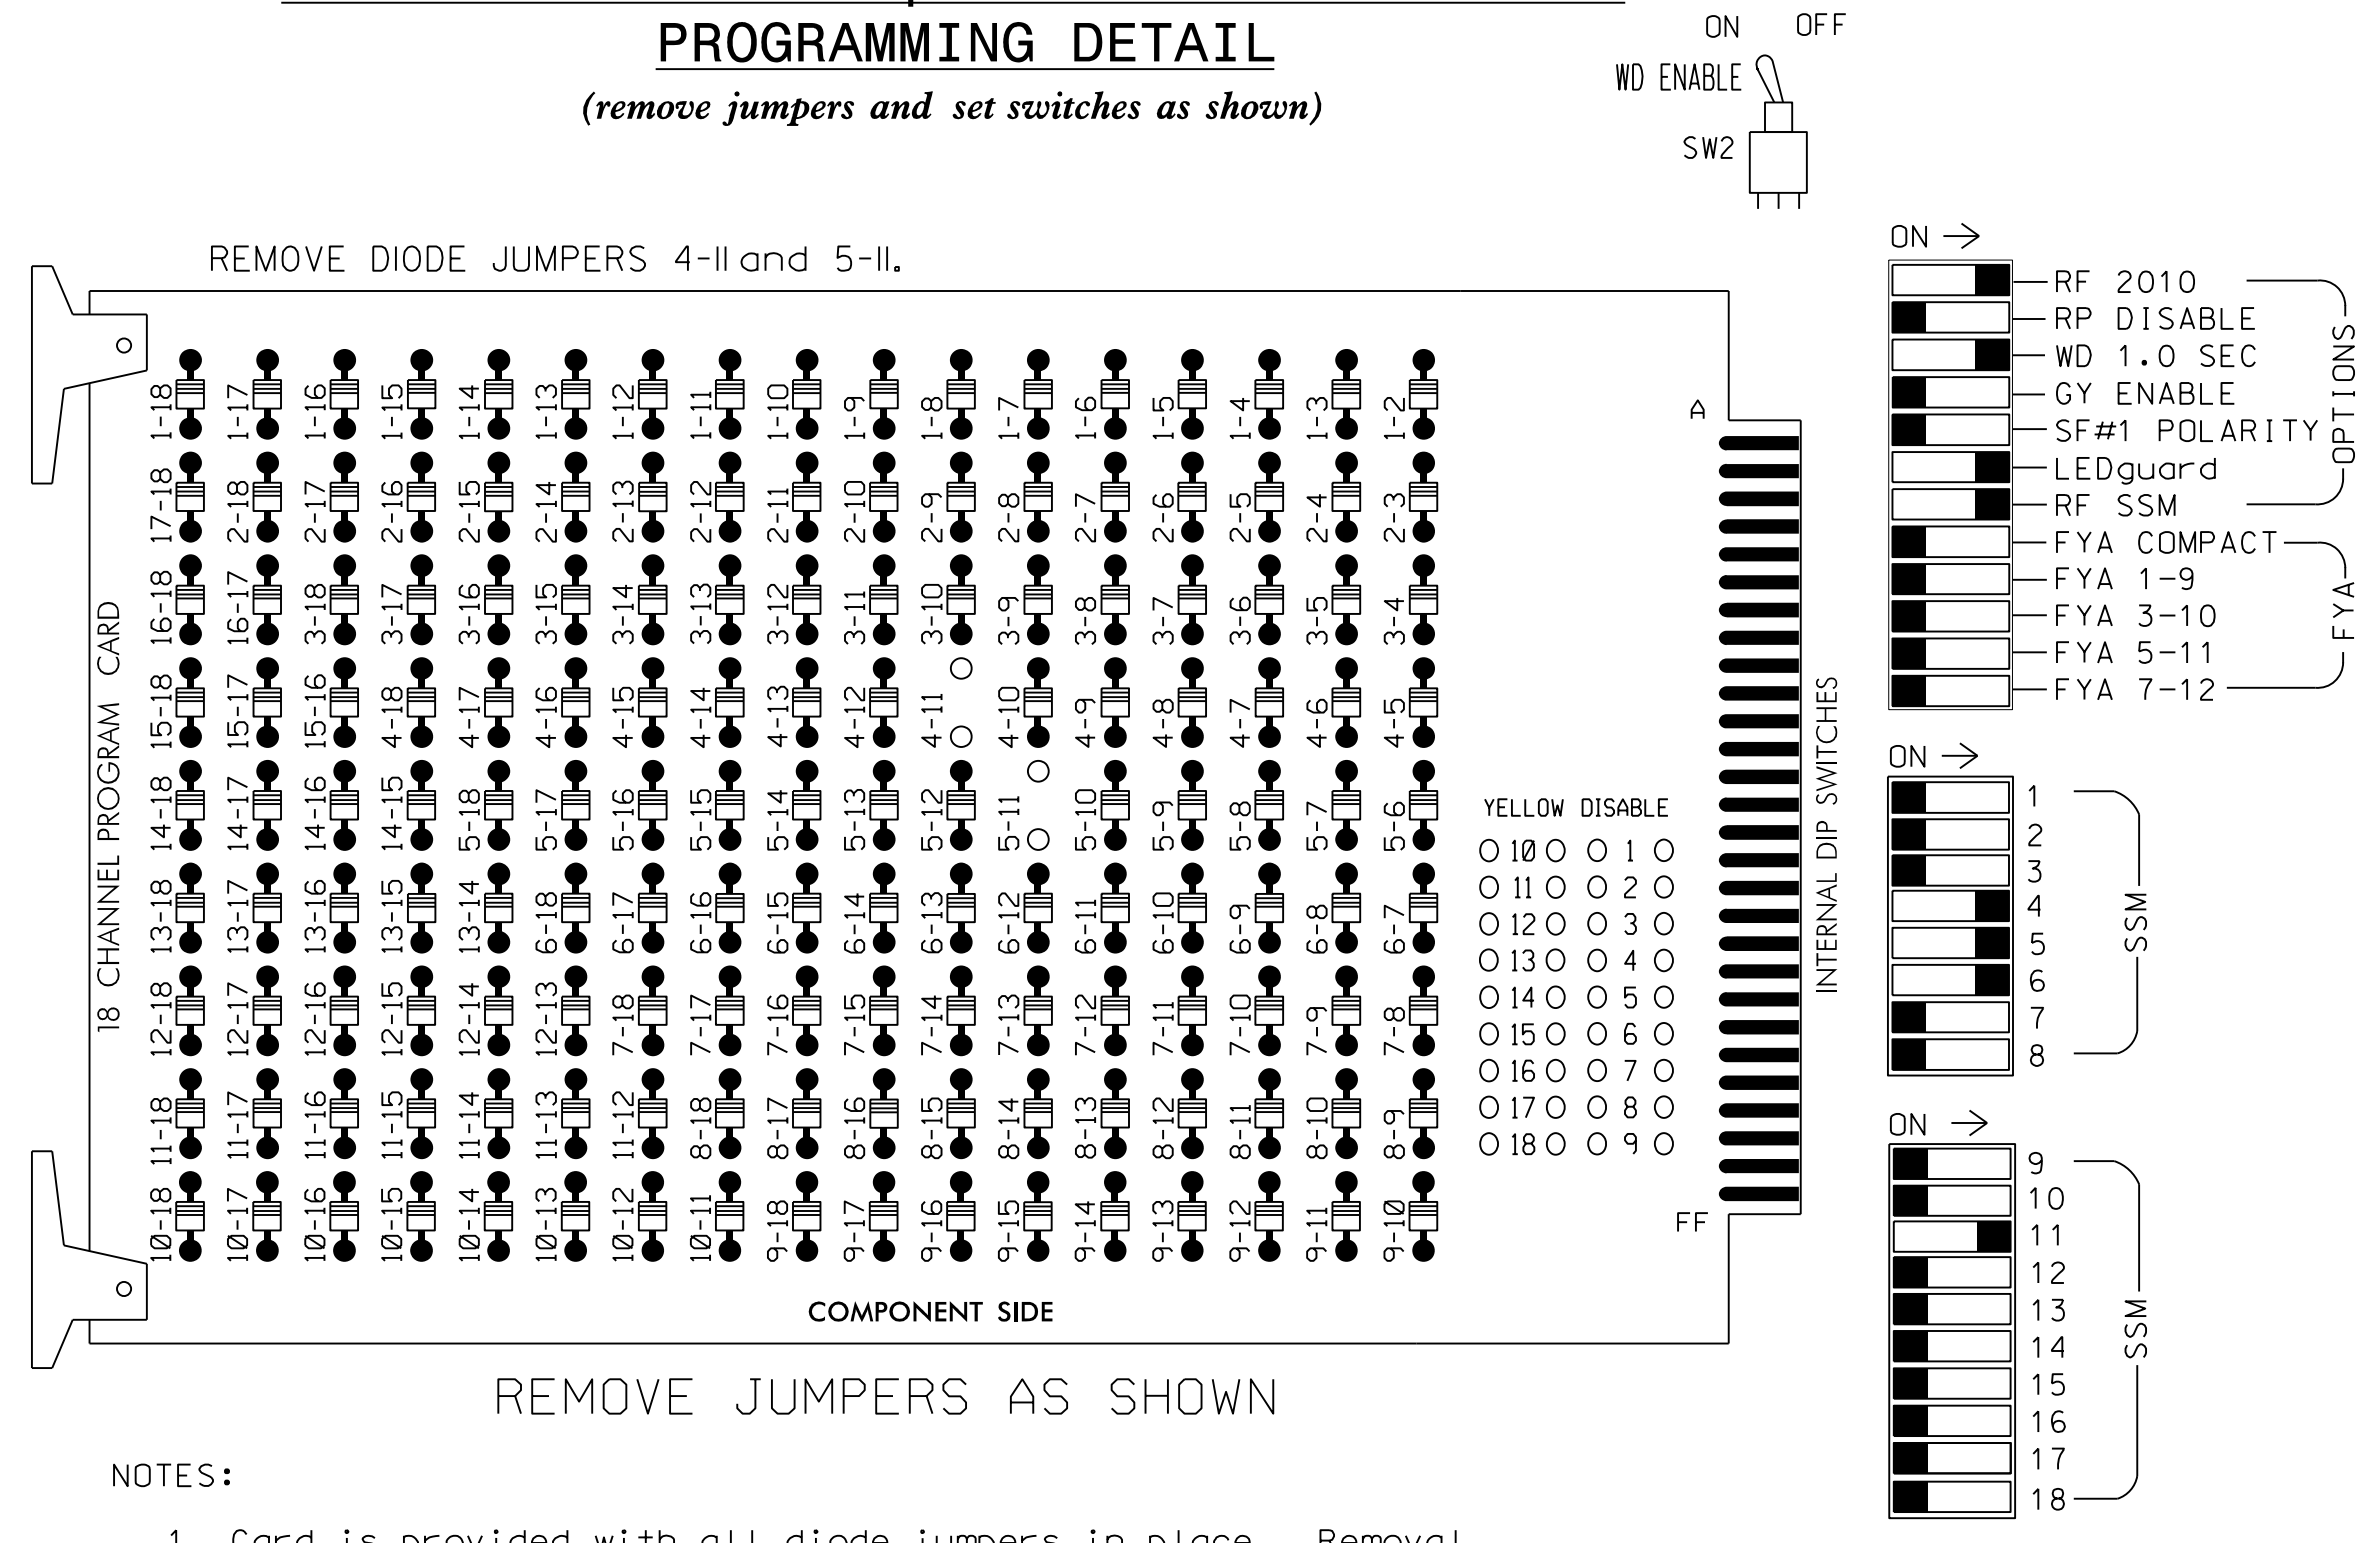 PROGRAMMING DETAIL
(remove jumpers and set switches as shown)
ON OFF
WD ENABLE
SW2
REMOVE DIODE JUMPERS 4-11 and 5-11.
18 CHANNEL PROGRAM CARD
1-18 1-17 1-16 1-15 1-14 1-13 1-12 1-11 1-10 1-9 1-8 1-7 1-6 1-5 1-4 1-3 1-2
17-18 2-18 2-17 2-16 2-15 2-14 2-13 2-12 2-11 2-10 2-9 2-8 2-7 2-6 2-5 2-4 2-3
16-18 16-17 3-18 3-17 3-16 3-15 3-14 3-13 3-12 3-11 3-10 3-9 3-8 3-7 3-6 3-5 3-4
15-18 15-17 15-16 4-18 4-17 4-16 4-15 4-14 4-13 4-12 4-11 4-10 4-9 4-8 4-7 4-6 4-5
14-18 14-17 14-16 14-15 5-18 5-17 5-16 5-15 5-14 5-13 5-12 5-11 5-10 5-9 5-8 5-7 5-6
13-18 13-17 13-16 13-15 13-14 6-18 6-17 6-16 6-15 6-14 6-13 6-12 6-11 6-10 6-9 6-8 6-7
12-18 12-17 12-16 12-15 12-14 12-13 7-18 7-17 7-16 7-15 7-14 7-13 7-12 7-11 7-10 7-9 7-8
11-18 11-17 11-16 11-15 11-14 11-13 11-12 8-18 8-17 8-16 8-15 8-14 8-13 8-12 8-11 8-10 8-9
10-18 10-17 10-16 10-15 10-14 10-13 10-12 10-11 9-18 9-17 9-16 9-15 9-14 9-13 9-12 9-11 9-10
A
YELLOW DISABLE
10 1
11 2
12 3
13 4
14 5
15 6
16 7
17 8
18 9
FF
COMPONENT SIDE
INTERNAL DIP SWITCHES
ON
RF 2010
RP DISABLE
WD 1.0 SEC
GY ENABLE
SF#1 POLARITY
LEDguard
RF SSM
OPTIONS
FYA COMPACT
FYA 1-9
FYA 3-10
FYA 5-11
FYA 7-12
FYA
ON
1
2
3
4
5
6
7
8
SSM
ON
9
10
11
12
13
14
15
16
17
18
SSM
REMOVE JUMPERS AS SHOWN
NOTES:
1. Card is provided with all diode jumpers in place. Removal